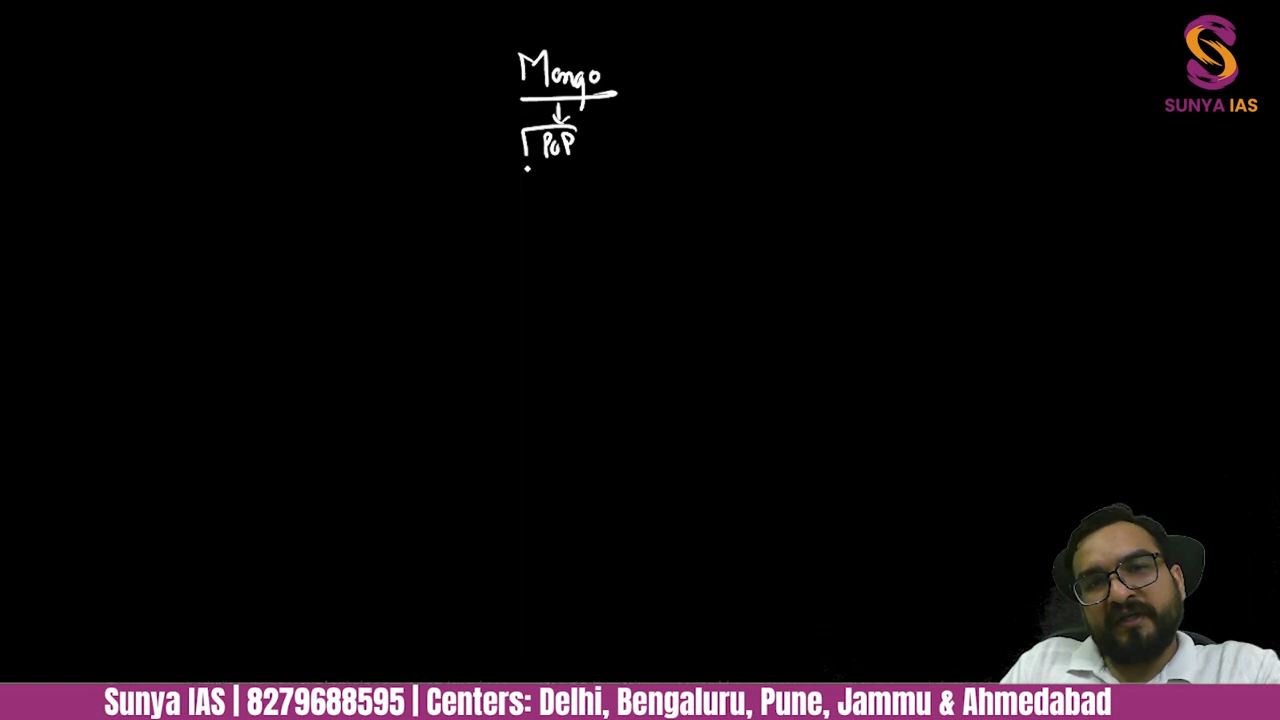 Mongo
POP
SUNYA IAS
Sunya IAS | 8279688595 | Centers: Delhi, Bengaluru, Pune, Jammu & Ahmedabad